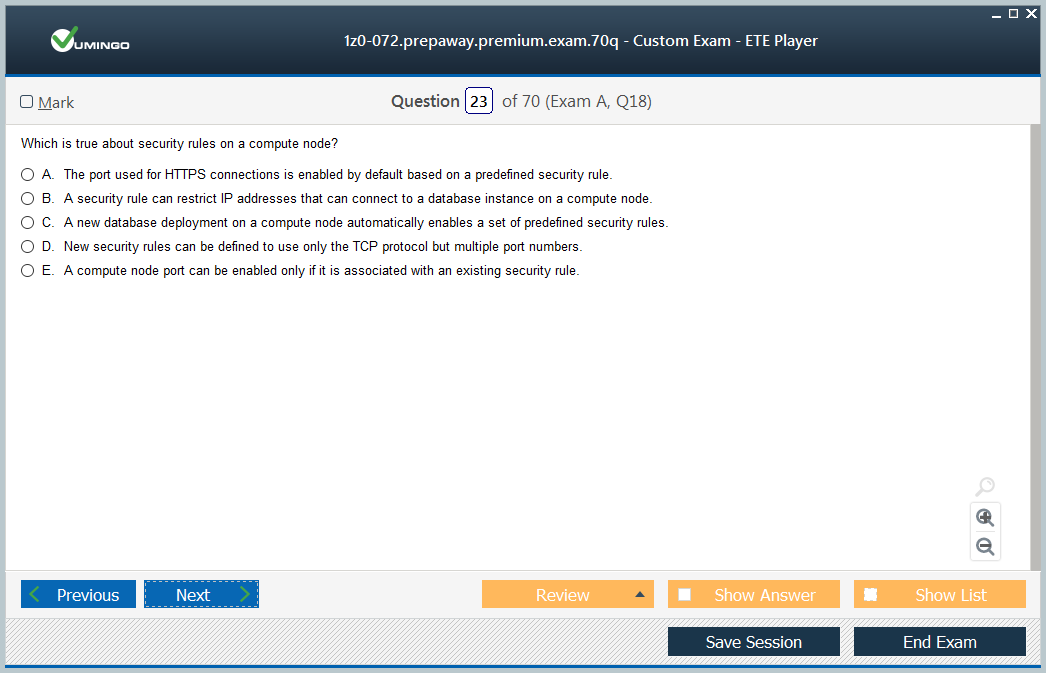 VUMINGO
1z0-072.prepaway.premium.exam.70q - Custom Exam - ETE Player
Mark
Question 23 of 70 (Exam A, Q18)
Which is true about security rules on a compute node?
A. The port used for HTTPS connections is enabled by default based on a predefined security rule.
B. A security rule can restrict IP addresses that can connect to a database instance on a compute node.
C. A new database deployment on a compute node automatically enables a set of predefined security rules.
D. New security rules can be defined to use only the TCP protocol but multiple port numbers.
E. A compute node port can be enabled only if it is associated with an existing security rule.
Previous
Next
Review
Show Answer
Show List
Save Session
End Exam